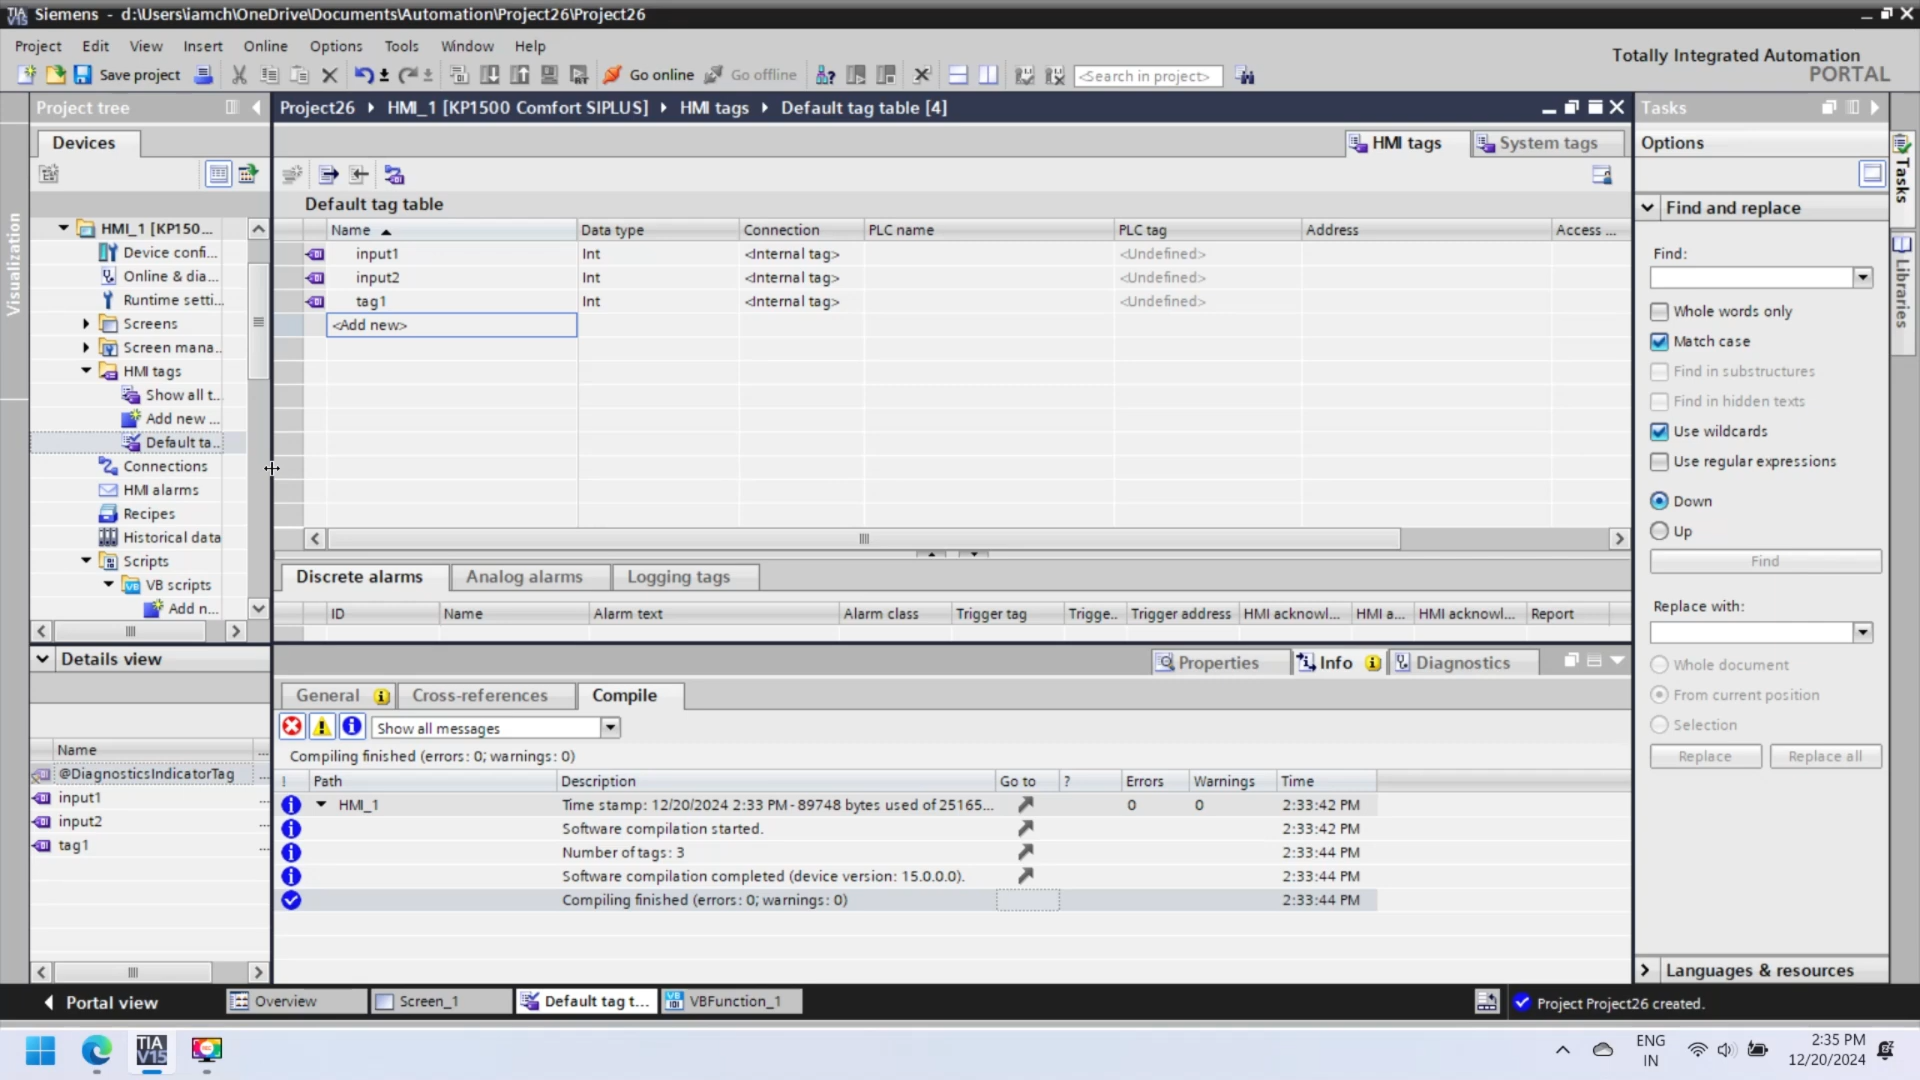 Siemens - d:\Users\iamch\OneDrive\Documents\Automation\Project26\Project26
Project Edit View Insert Online Options Tools Window Help
Totally Integrated Automation
PORTAL
Save project Go online Go offline <Search in project>
Project tree
Project26 HMI_1 [KP1500 Comfort SIPLUS] HMI tags Default tag table [4]
Tasks
Devices
HMI tags System tags
Options
Default tag table
Find and replace
Name Data type Connection PLC name PLC tag Address Access ...
input1 Int <Internal tag> <Undefined>
input2 Int <Internal tag> <Undefined>
tag1 Int <Internal tag> <Undefined>
<Add new>
HMI_1 [KP150...
Device confi...
Online & dia...
Runtime setti...
Screens
Screen mana..
HMI tags
Show all t..
Add new ...
Default ta..
Connections
HMI alarms
Recipes
Historical data
Scripts
VB scripts
Add n...
Visualization
Find:
Whole words only
Match case
Find in substructures
Find in hidden texts
Use wildcards
Use regular expressions
Down
Up
Find
Replace with:
Whole document
From current position
Selection
Replace Replace all
Languages & resources
Tasks
Libraries
Discrete alarms Analog alarms Logging tags
ID Name Alarm text Alarm class Trigger tag Trigge.. Trigger address HMI acknowl... HMI a... HMI acknowl... Report
Details view
Name ...
@DiagnosticsIndicatorTag ...
input1 ...
input2 ...
tag1 ...
Properties Info Diagnostics
General Cross-references Compile
Show all messages
Compiling finished (errors: 0; warnings: 0)
! Path Description Go to ? Errors Warnings Time
HMI_1 Time stamp: 12/20/2024 2:33 PM - 89748 bytes used of 25165... 0 0 2:33:42 PM
Software compilation started. 2:33:42 PM
Number of tags: 3 2:33:44 PM
Software compilation completed (device version: 15.0.0.0). 2:33:44 PM
Compiling finished (errors: 0; warnings: 0) 2:33:44 PM
Portal view Overview Screen_1 Default tag t... VBFunction_1 Project Project26 created.
TIA
V15
ENG
IN
2:35 PM
12/20/2024